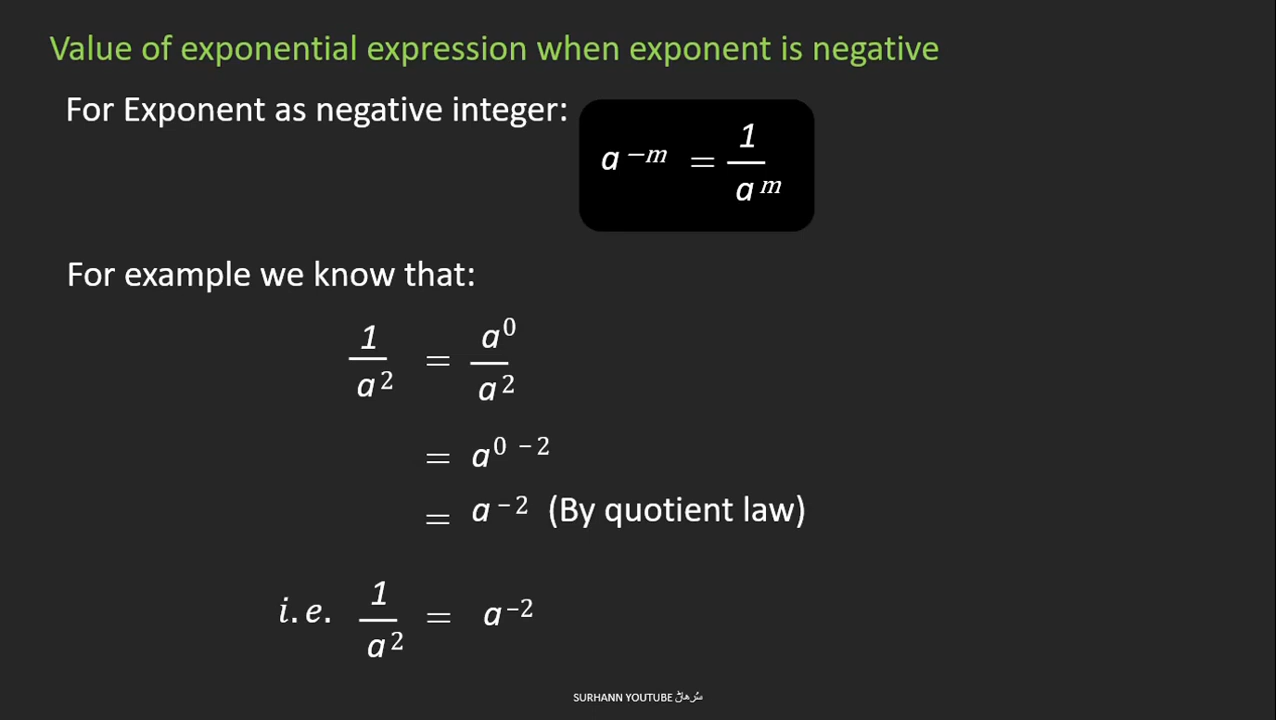 Value of exponential expression when exponent is negative
For Exponent as negative integer:
a^−m = 1/a^m
For example we know that:
1/a^2 = a^0/a^2
= a^0−2
= a^−2 (By quotient law)
i.e. 1/a^2 = a^−2
SURHANN YOUTUBE سُرھاڻ